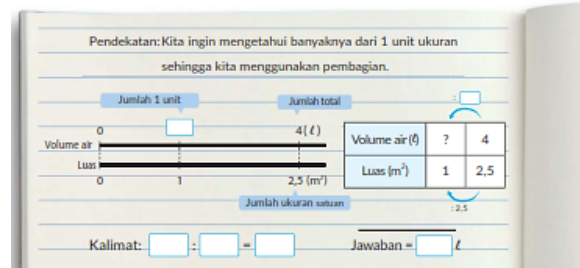 Pendekatan: Kita ingin mengetahui banyaknya dari 1 unit ukuran
sehingga kita menggunakan pembagian.
Jumlah 1 unit
Jumlah total
:
0
4(ℓ)
Volume air
Luas
0
1
2,5 (m²)
Jumlah ukuran satuan
Volume air (ℓ) ? 4
Luas (m²) 1 2,5
: 2,5
Kalimat: : =
Jawaban = ℓ